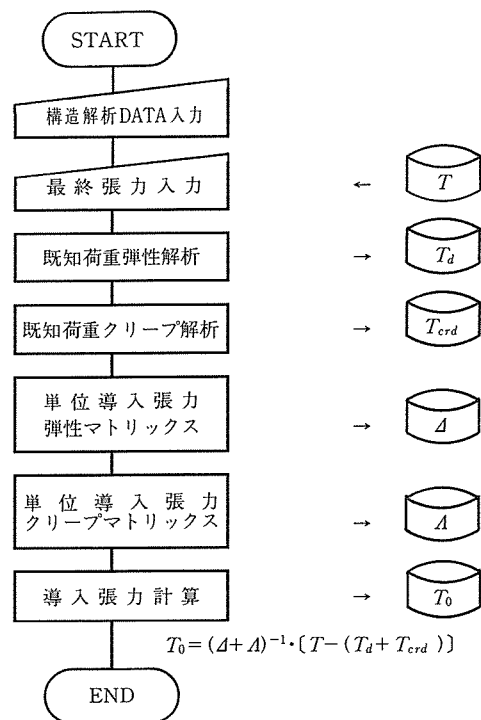 START
構造解析DATA入力
最終張力入力 ← T
既知荷重弾性解析 → T_d
既知荷重クリープ解析 → T_crd
単位導入張力
弾性マトリックス → Δ
単位導入張力
クリープマトリックス → Λ
導入張力計算 → T_0
T_0=(Δ+Λ)^{-1}・〔T-(T_d+T_crd)〕
END